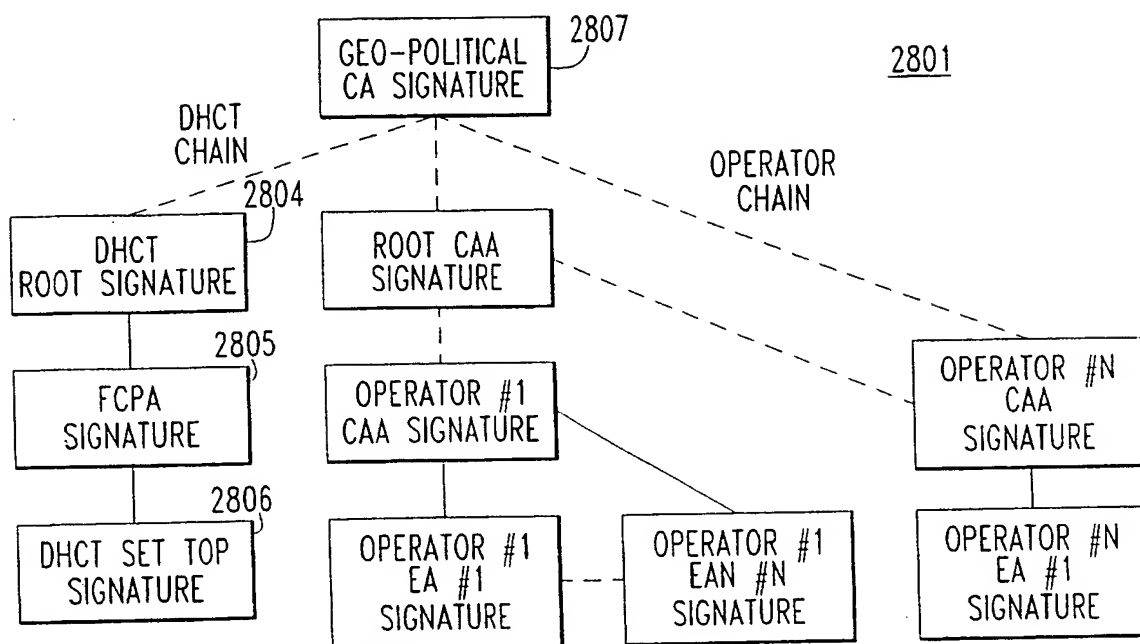 2807
GEO-POLITICAL
CA SIGNATURE
2801
DHCT
CHAIN
OPERATOR
CHAIN
2804
DHCT
ROOT SIGNATURE
ROOT CAA
SIGNATURE
2805
FCPA
SIGNATURE
OPERATOR #1
CAA SIGNATURE
OPERATOR #N
CAA
SIGNATURE
2806
DHCT SET TOP
SIGNATURE
OPERATOR #1
EA #1
SIGNATURE
OPERATOR #1
EAN #N
SIGNATURE
OPERATOR #N
EA #1
SIGNATURE